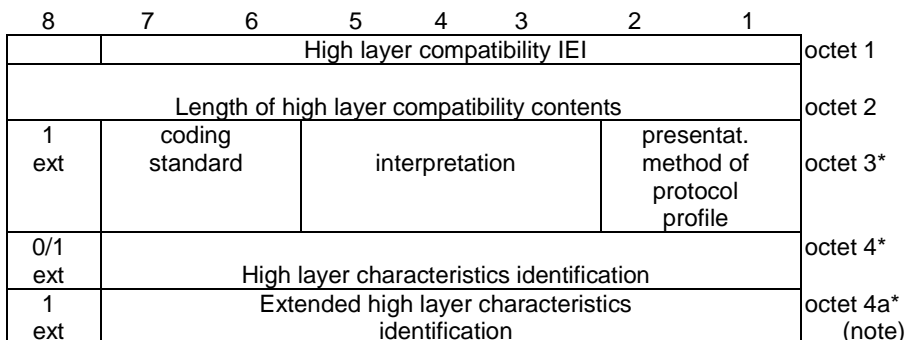 8 7 6 5 4 3 2 1
High layer compatibility IEI octet 1
Length of high layer compatibility contents octet 2
1 coding presentat.
ext standard interpretation method of octet 3*
protocol
profile
0/1 octet 4*
ext High layer characteristics identification
1 Extended high layer characteristics octet 4a*
ext identification (note)